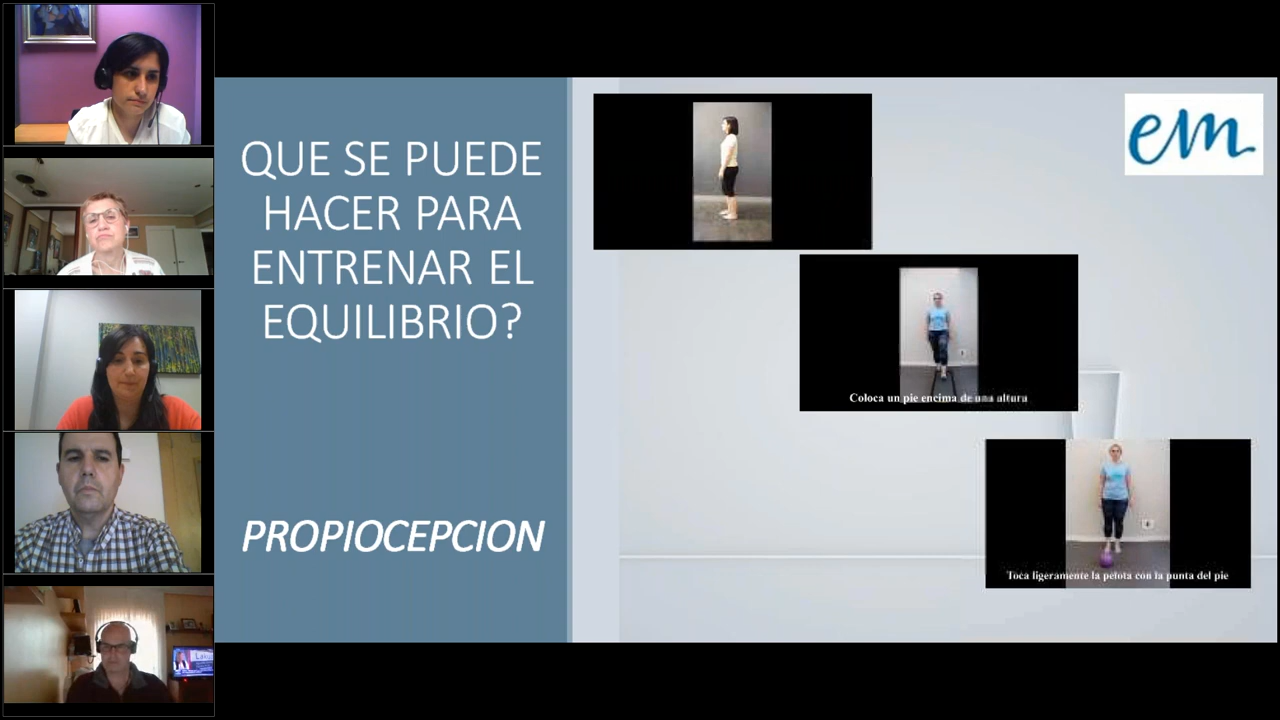 QUE SE PUEDE
HACER PARA
ENTRENAR EL
EQUILIBRIO?
PROPIOCEPCION
em
Coloca un pie encima de una altura
Toca ligeramente la pelota con la punta del pie